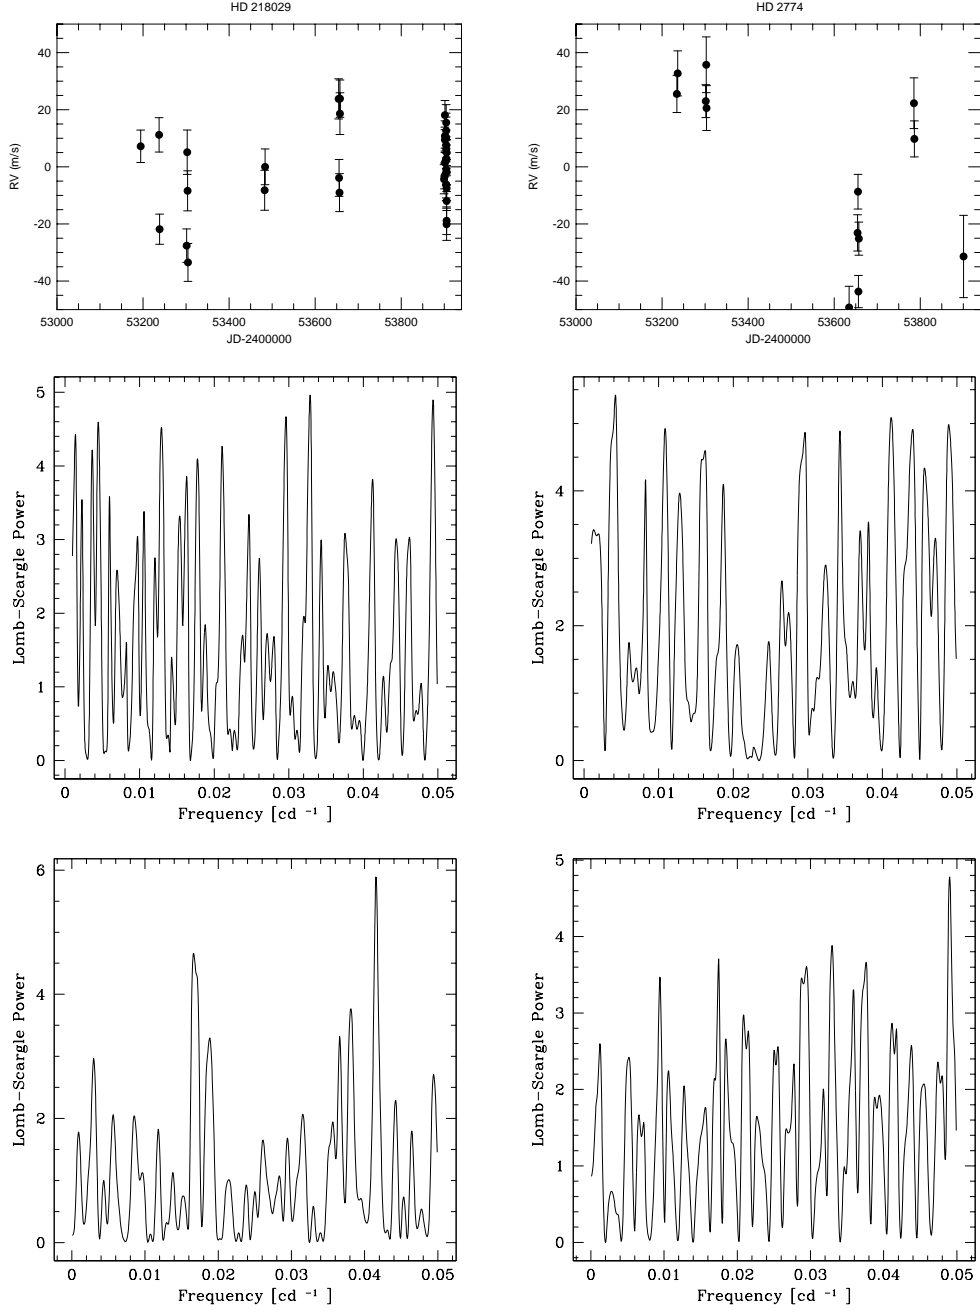 HD 218029
HD 2774
40
20
0
-20
-40
RV (m/s)
53000 53200 53400 53600 53800
JD-2400000
40
20
0
-20
-40
RV (m/s)
53000 53200 53400 53600 53800
JD-2400000
5
4
3
2
1
0
Lomb-Scargle Power
0 0.01 0.02 0.03 0.04 0.05
Frequency [cd -1 ]
4
2
0
Lomb-Scargle Power
0 0.01 0.02 0.03 0.04 0.05
Frequency [cd -1 ]
6
4
2
0
Lomb-Scargle Power
0 0.01 0.02 0.03 0.04 0.05
Frequency [cd -1 ]
5
4
3
2
1
0
Lomb-Scargle Power
0 0.01 0.02 0.03 0.04 0.05
Frequency [cd -1 ]